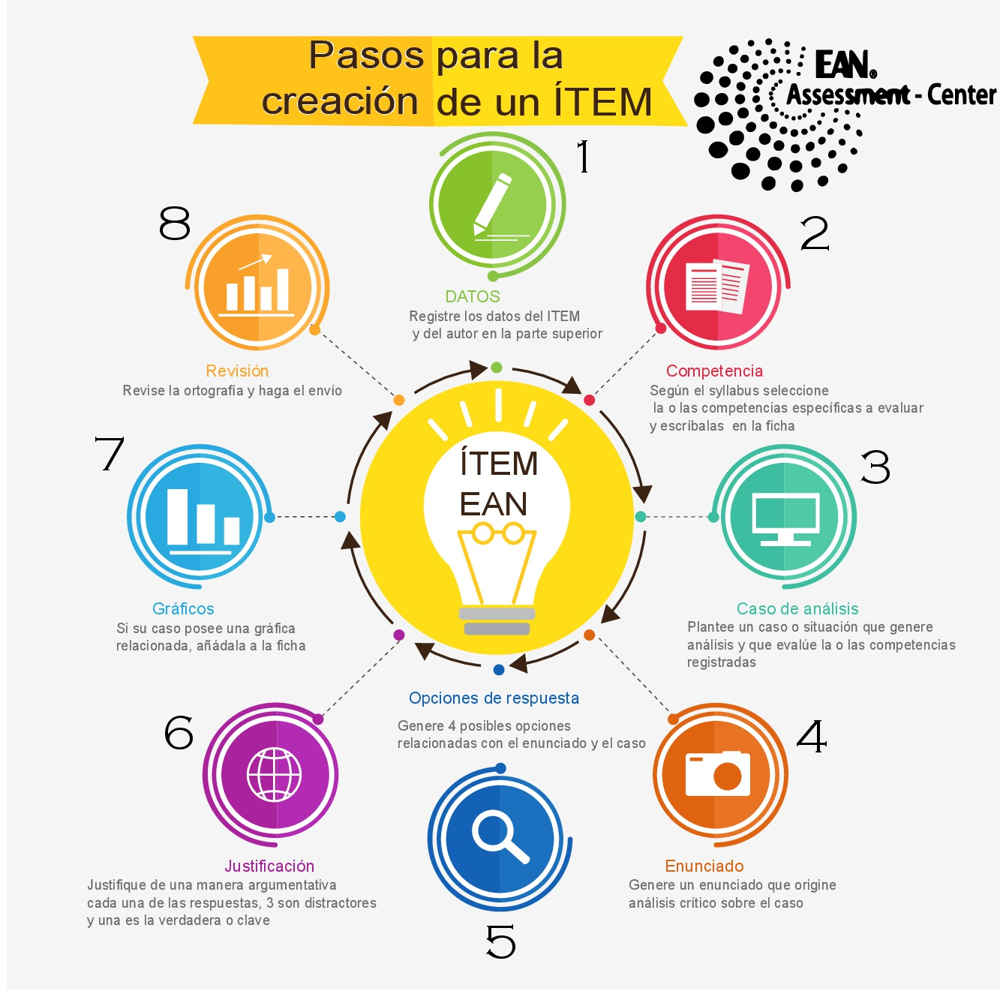 Pasos para la
creación de un ÍTEM
EAN®
Assessment - Center
1
DATOS
Registre los datos del ITEM
y del autor en la parte superior
2
Competencia
Según el syllabus seleccione
la o las competencias específicas a evaluar
y escríbalas en la ficha
3
Caso de análisis
Plantee un caso o situación que genere
análisis y que evalúe la o las competencias
registradas
4
Enunciado
Genere un enunciado que origine
análisis crítico sobre el caso
5
Opciones de respuesta
Genere 4 posibles opciones
relacionadas con el enunciado y el caso
6
Justificación
Justifique de una manera argumentativa
cada una de las respuestas, 3 son distractores
y una es la verdadera o clave
7
Gráficos
Si su caso posee una gráfica
relacionada, añádala a la ficha
8
Revisión
Revise la ortografía y haga el envío
ÍTEM
EAN